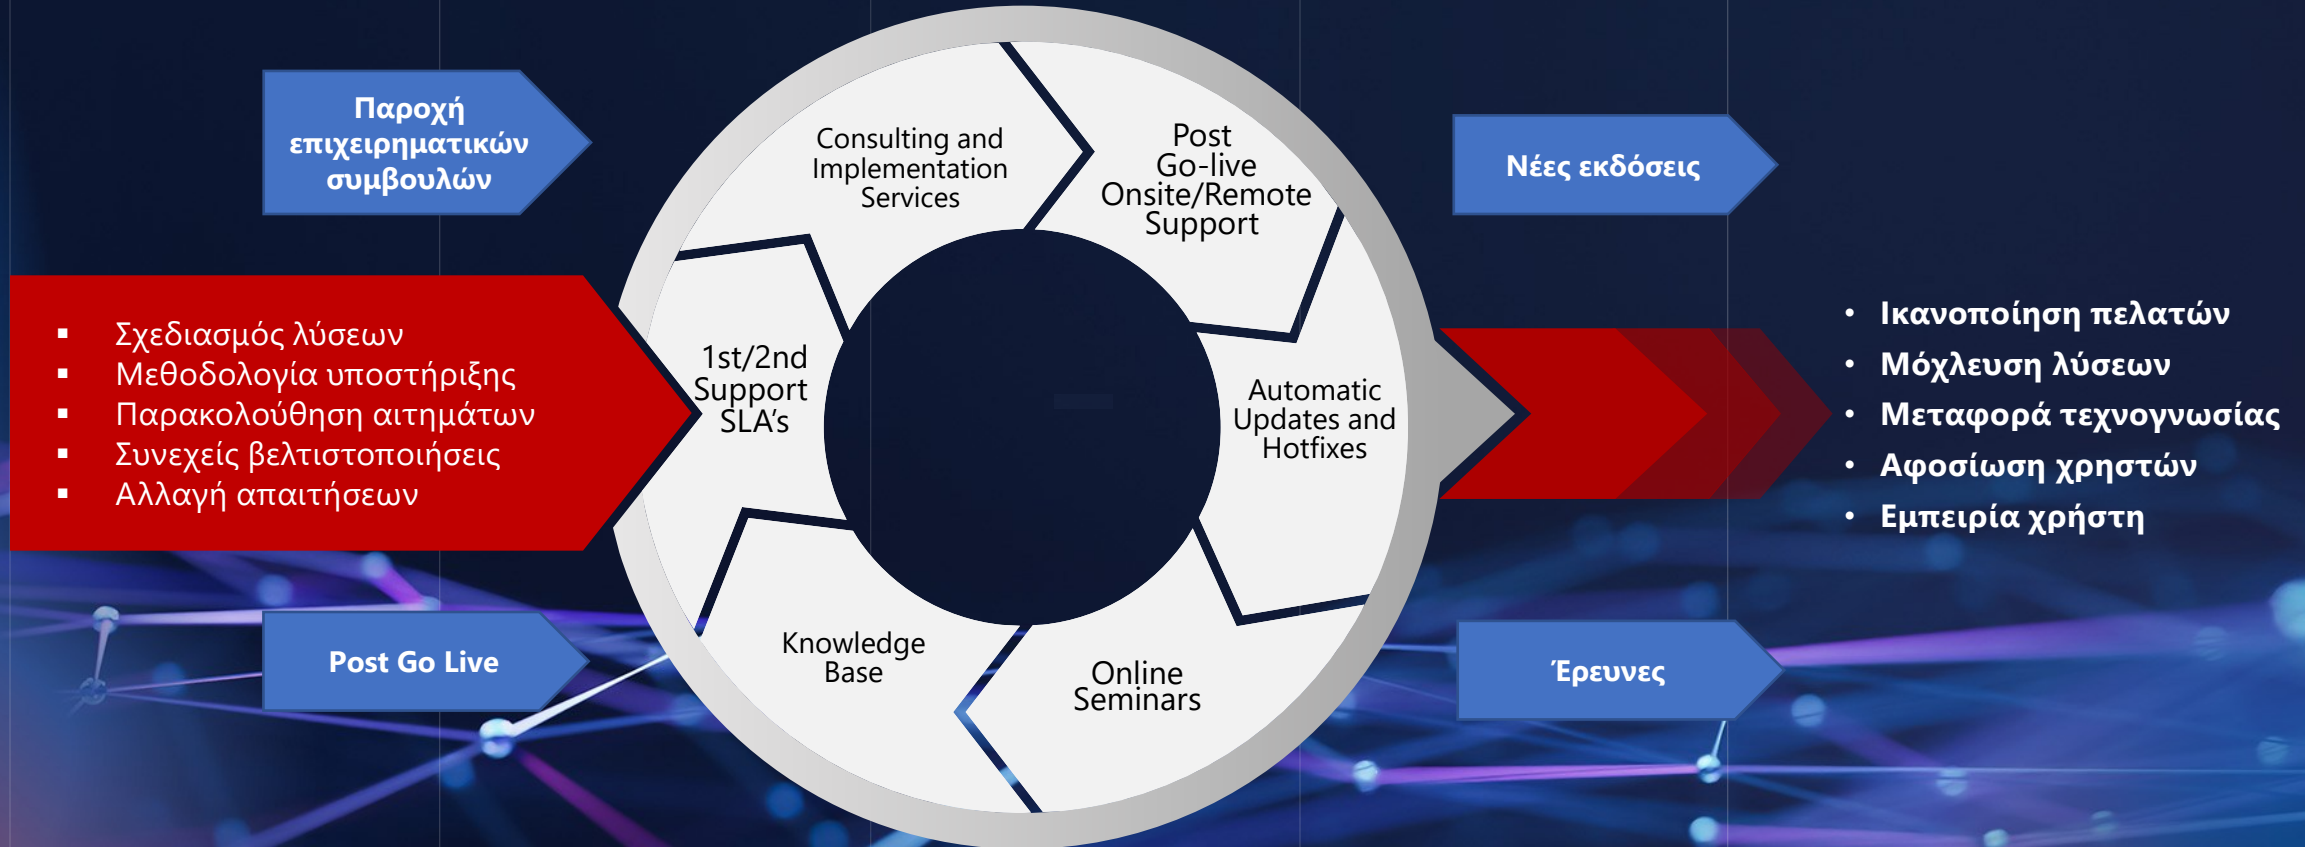 Παροχή
επιχειρηματικών
συμβουλών
Σχεδιασμός λύσεων
Μεθοδολογία υποστήριξης
Παρακολούθηση αιτημάτων
Συνεχείς βελτιστοποιήσεις
Αλλαγή απαιτήσεων
Post Go Live
Consulting and
Implementation
Services
Post
Go-live
Onsite/Remote
Support
1st/2nd
Support
SLA's
Automatic
Updates and
Hotfixes
Knowledge
Base
Online
Seminars
Νέες εκδόσεις
Ικανοποίηση πελατών
Μόχλευση λύσεων
Μεταφορά τεχνογνωσίας
Αφοσίωση χρηστών
Εμπειρία χρήστη
Έρευνες